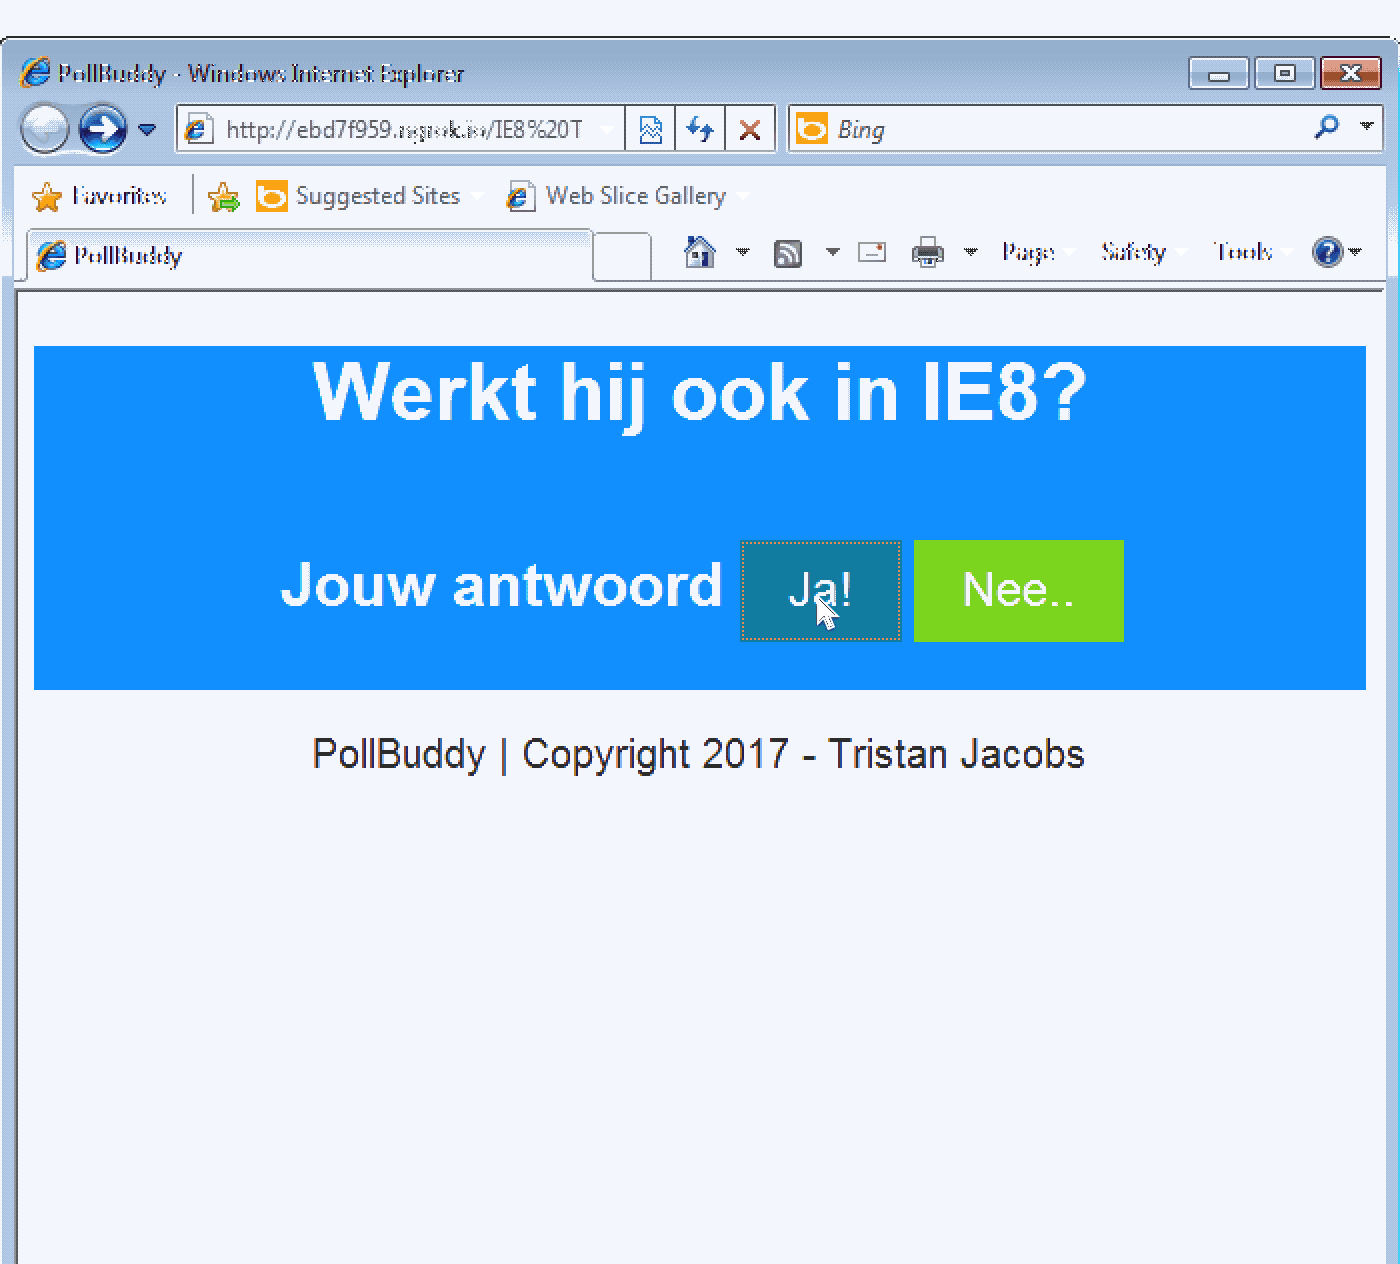 PollBuddy - Windows Internet Explorer
http://ebd7f959.ngrok.io/IE8%20T
Bing
Favorites Suggested Sites Web Slice Gallery
PollBuddy Page Safety Tools
Werkt hij ook in IE8?
Jouw antwoord Ja! Nee..
PollBuddy | Copyright 2017 - Tristan Jacobs